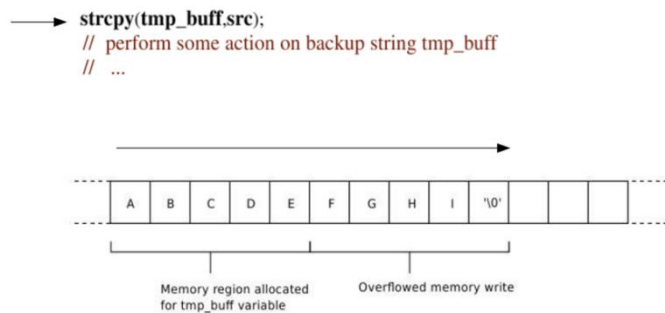 strcpy(tmp_buff,src);
// perform some action on backup string tmp_buff
// ...
A B C D E F G H I '\0'
Memory region allocated
for tmp_buff variable
Overflowed memory write